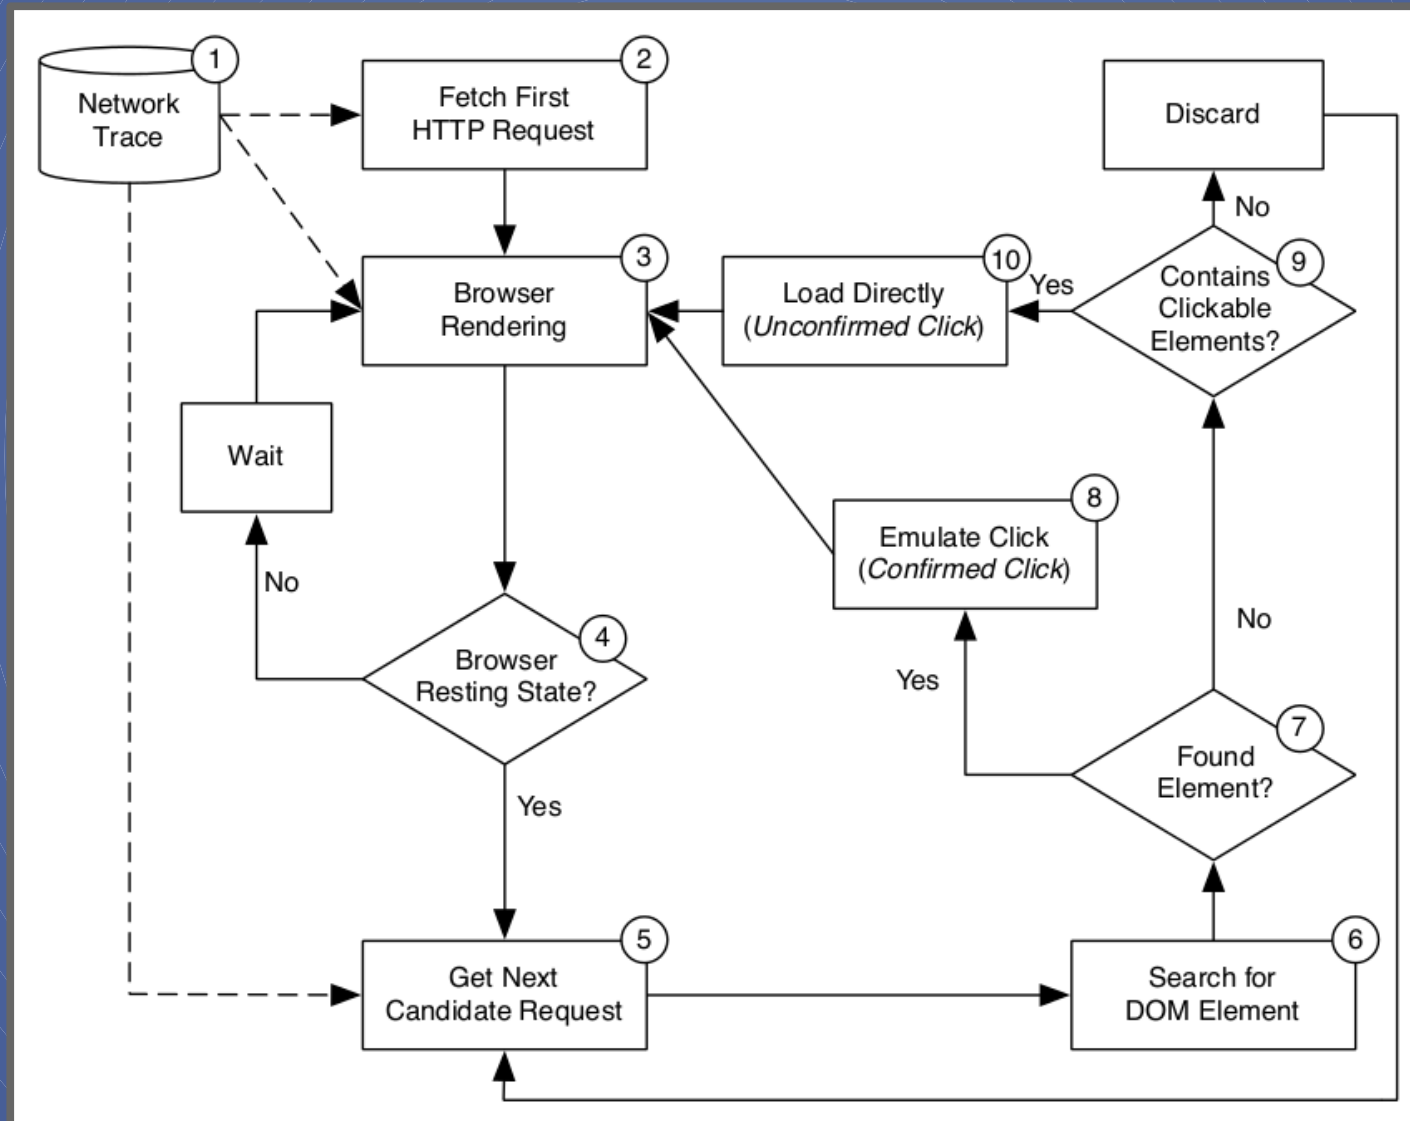 1
Network
Trace
2
Fetch First
HTTP Request
Discard
No
3
Browser
Rendering
10
Load Directly
(Unconfirmed Click)
Yes
9
Contains
Clickable
Elements?
Wait
No
8
Emulate Click
(Confirmed Click)
No
4
Browser
Resting State?
Yes
7
Found
Element?
Yes
5
Get Next
Candidate Request
6
Search for
DOM Element